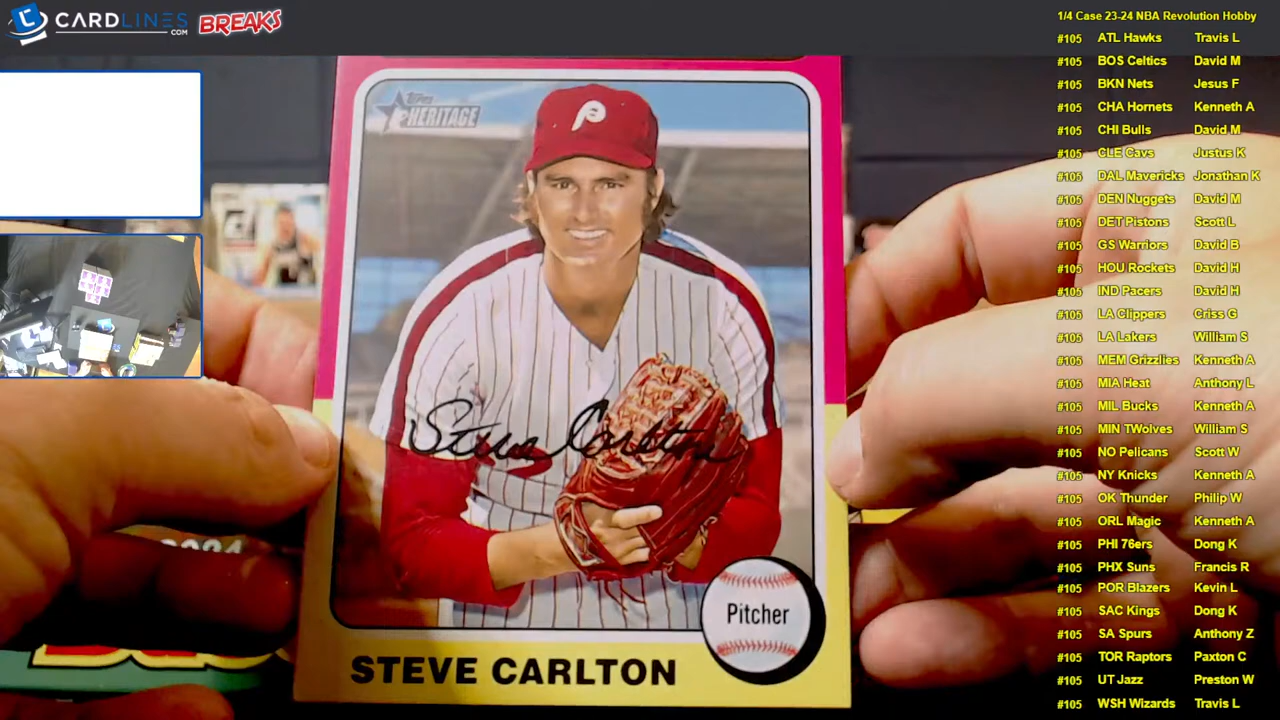 CARDLINES
.COM
BREAKS
1/4 Case 23-24 NBA Revolution Hobby
#105 ATL Hawks Travis L
#105 BOS Celtics David M
#105 BKN Nets Jesus F
#105 CHA Hornets Kenneth A
#105 CHI Bulls David M
#105 CLE Cavs Justus K
#105 DAL Mavericks Jonathan K
#105 DEN Nuggets David M
#105 DET Pistons Scott L
#105 GS Warriors David B
#105 HOU Rockets David H
#105 IND Pacers David H
#105 LA Clippers Criss G
#105 LA Lakers William S
#105 MEM Grizzlies Kenneth A
#105 MIA Heat Anthony L
#105 MIL Bucks Kenneth A
#105 MIN TWolves William S
#105 NO Pelicans Scott W
#105 NY Knicks Kenneth A
#105 OK Thunder Philip W
#105 ORL Magic Kenneth A
#105 PHI 76ers Dong K
#105 PHX Suns Francis R
#105 POR Blazers Kevin L
#105 SAC Kings Dong K
#105 SA Spurs Anthony Z
#105 TOR Raptors Paxton C
#105 UT Jazz Preston W
#105 WSH Wizards Travis L
Topps
HERITAGE
P
Steve Carlton
Pitcher
STEVE CARLTON
2024